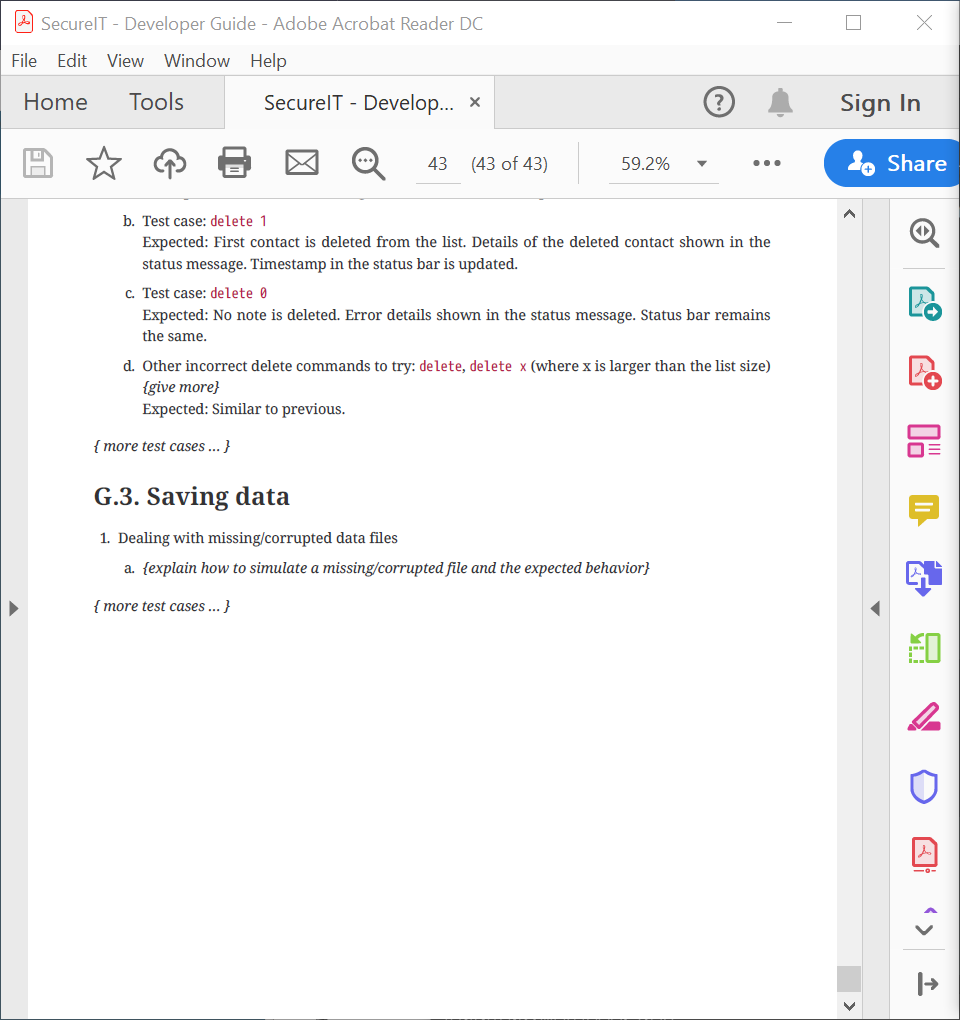 SecureIT - Developer Guide - Adobe Acrobat Reader DC
File Edit View Window Help
Home Tools SecureIT - Develop... ×
? Sign In
43 (43 of 43) 59.2% Share
b. Test case: delete 1
Expected: First contact is deleted from the list. Details of the deleted contact shown in the
status message. Timestamp in the status bar is updated.
c. Test case: delete 0
Expected: No note is deleted. Error details shown in the status message. Status bar remains
the same.
d. Other incorrect delete commands to try: delete, delete x (where x is larger than the list size)
{give more}
Expected: Similar to previous.
{ more test cases … }
G.3. Saving data
1. Dealing with missing/corrupted data files
a. {explain how to simulate a missing/corrupted file and the expected behavior}
{ more test cases … }